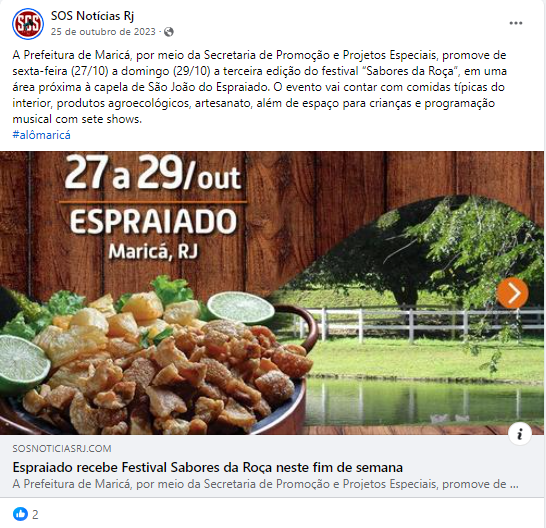 SOS
SOS Notícias Rj
25 de outubro de 2023 ·
A Prefeitura de Maricá, por meio da Secretaria de Promoção e Projetos Especiais, promove de
sexta-feira (27/10) a domingo (29/10) a terceira edição do festival “Sabores da Roça”, em uma
área próxima à capela de São João do Espraiado. O evento vai contar com comidas típicas do
interior, produtos agroecológicos, artesanato, além de espaço para crianças e programação
musical com sete shows.
#alômaricá
27 a 29/out
ESPRAIADO
Maricá, RJ
SOSNOTICIASRJ.COM
Espraiado recebe Festival Sabores da Roça neste fim de semana
A Prefeitura de Maricá, por meio da Secretaria de Promoção e Projetos Especiais, promove de ...
2